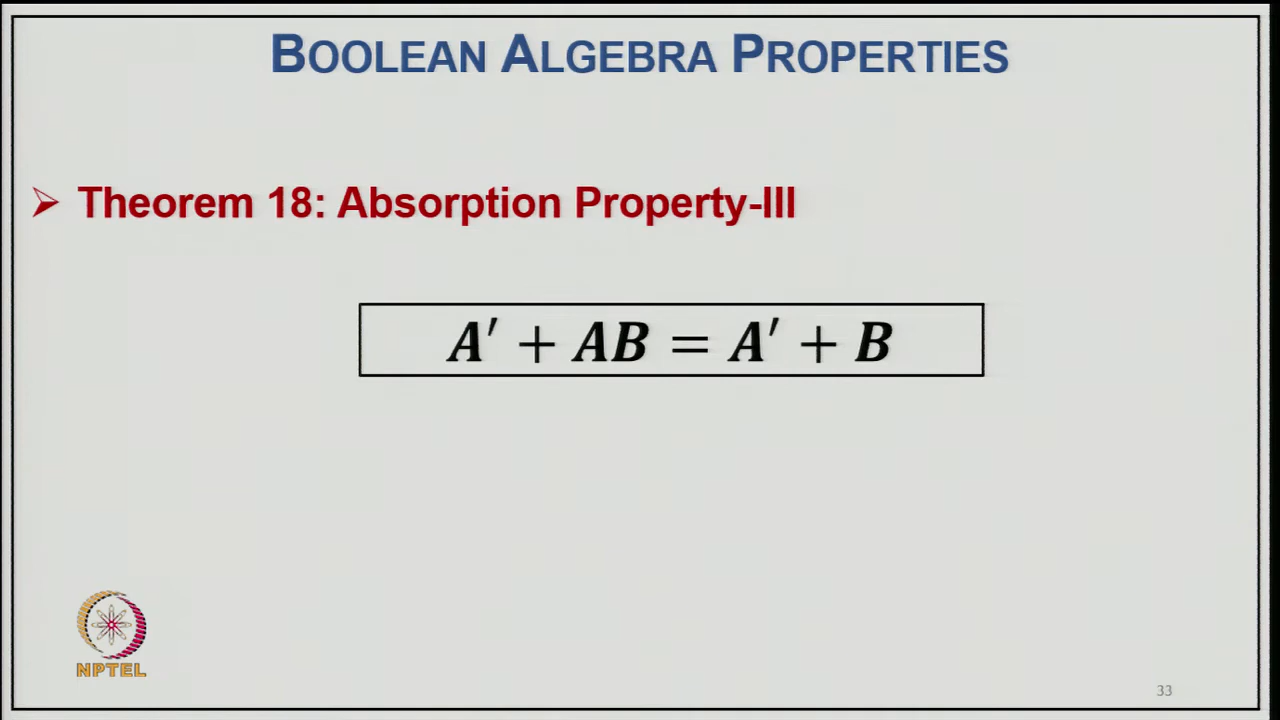 BOOLEAN ALGEBRA PROPERTIES
➢ Theorem 18: Absorption Property-III
A′ + AB = A′ + B
NPTEL
33